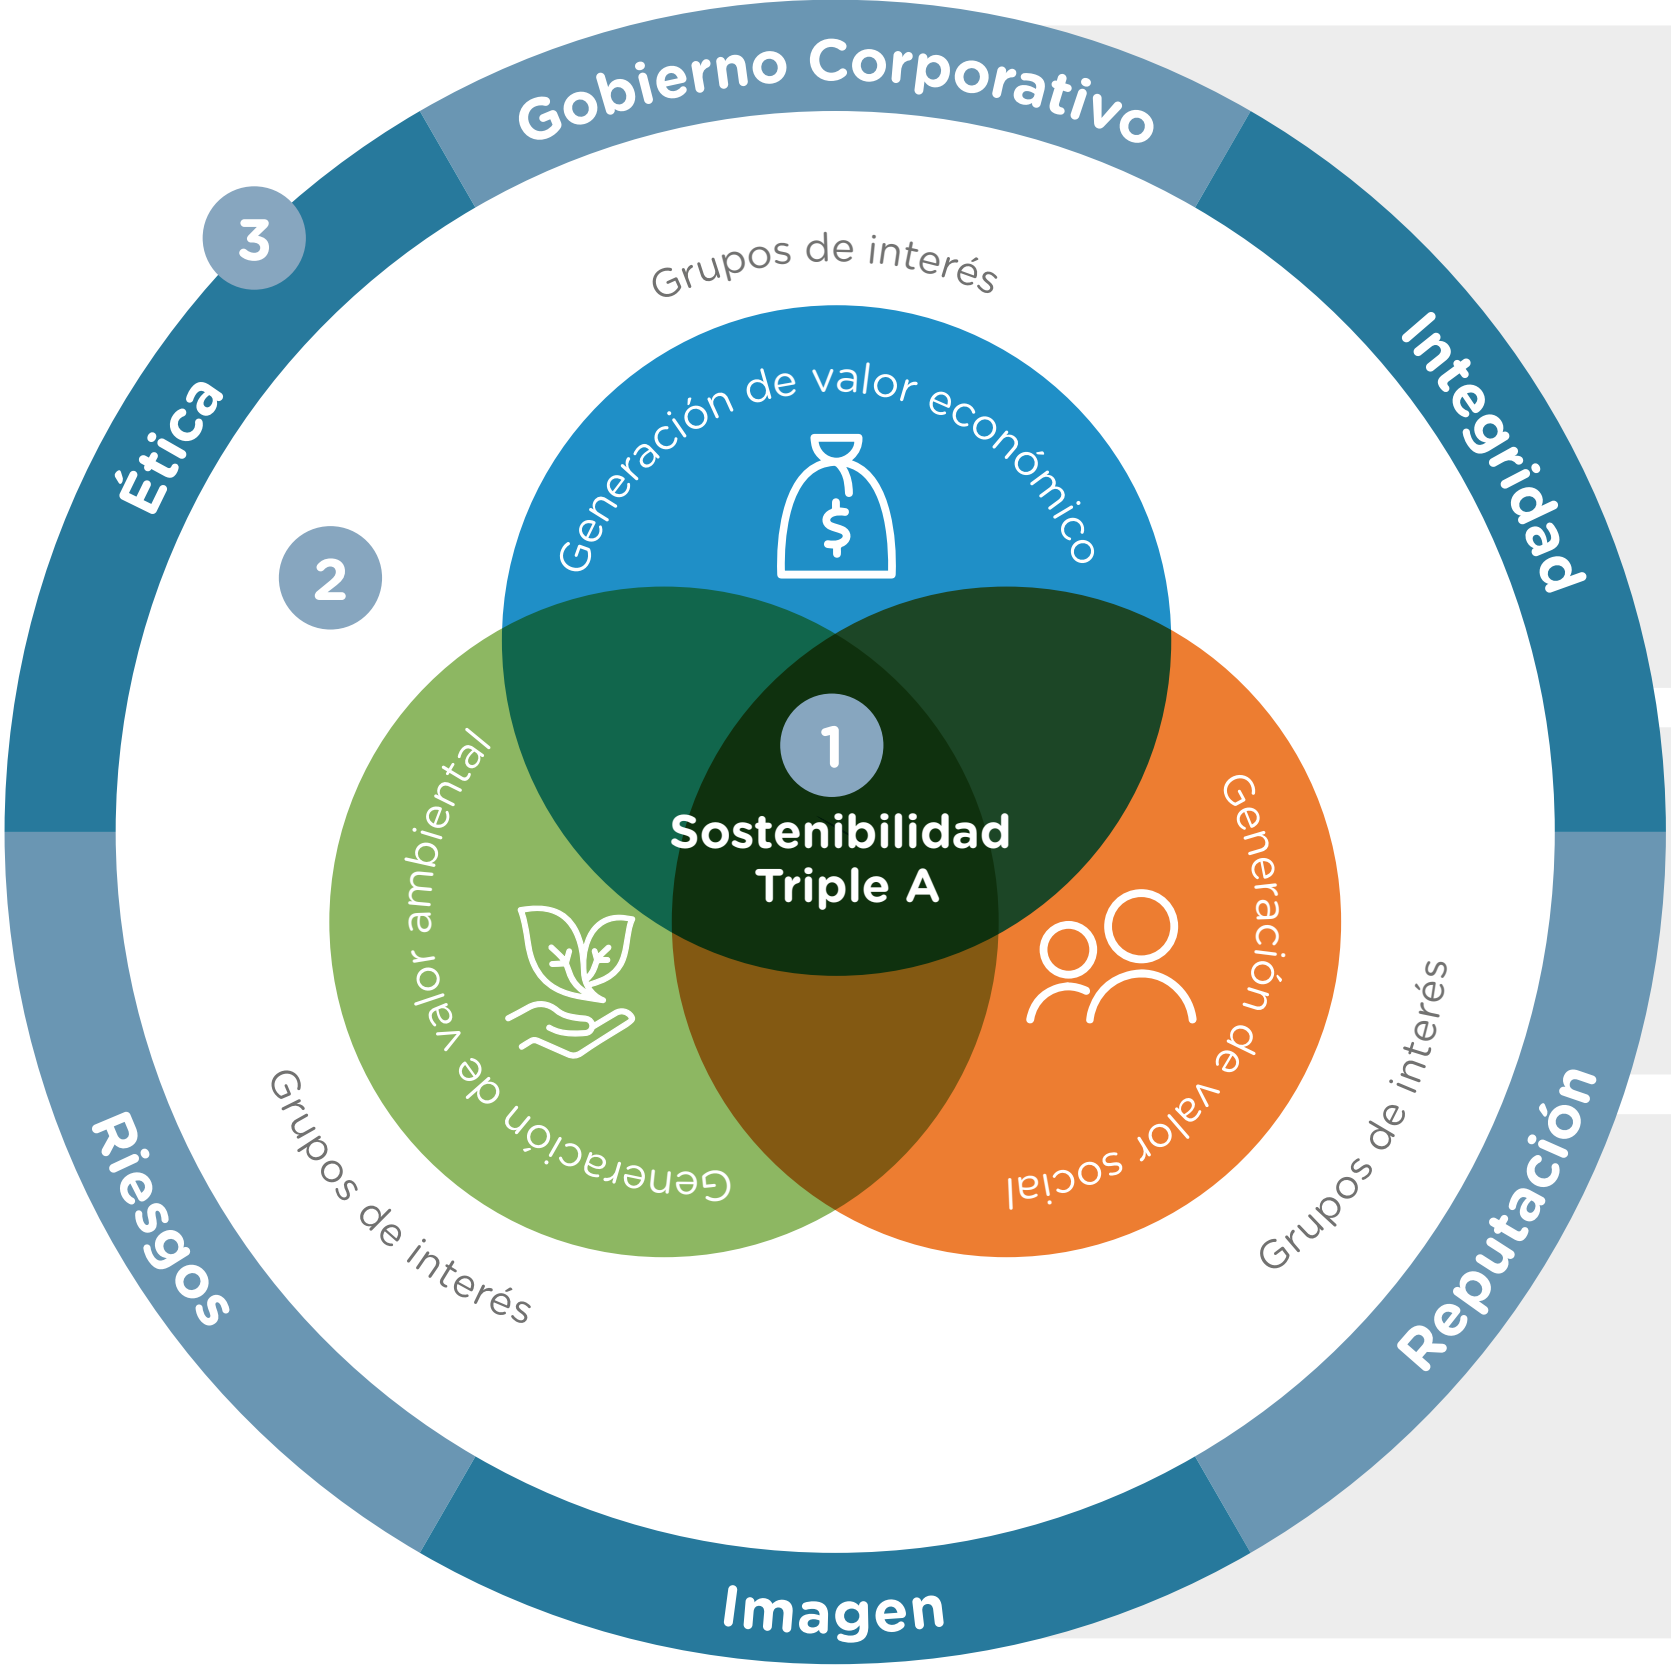 Gobierno Corporativo
3
Grupos de interés
Integridad
Ética
Generación de valor económico
$
2
1
Sostenibilidad
Triple A
Generación de valor ambiental
Generación de valor social
Grupos de interés
Grupos de interés
Riesgos
Reputación
Imagen